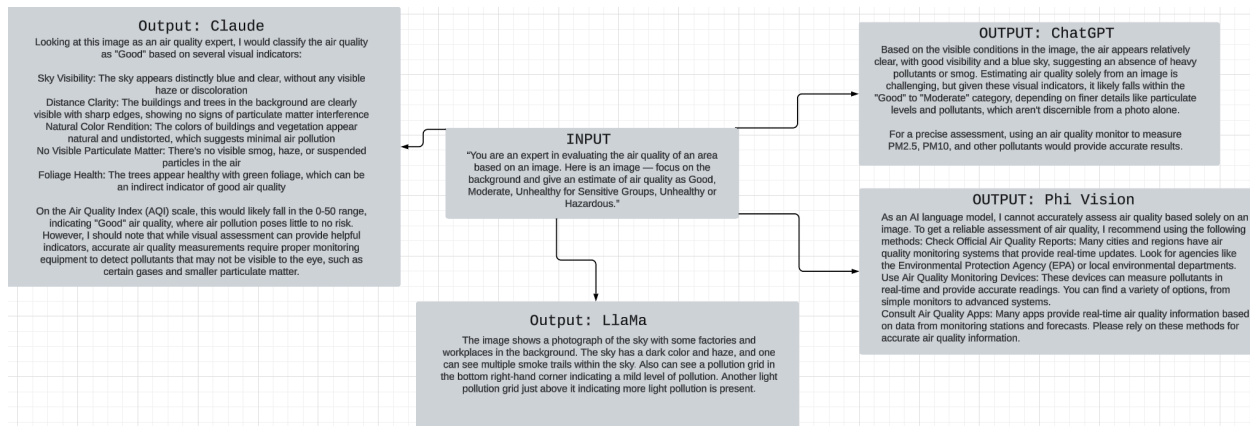 Output: Claude
Looking at this image as an air quality expert, I would classify the air quality
as "Good" based on several visual indicators:
Sky Visibility: The sky appears distinctly blue and clear, without any visible
haze or discoloration
Distance Clarity: The buildings and trees in the background are clearly
visible with sharp edges, showing no signs of particulate matter interference
Natural Color Rendition: The colors of buildings and vegetation appear
natural and undistorted, which suggests minimal air pollution
No Visible Particulate Matter: There's no visible smog, haze, or suspended
particles in the air
Foliage Health: The trees appear healthy with green foliage, which can be
an indirect indicator of good air quality
On the Air Quality Index (AQI) scale, this would likely fall in the 0-50 range,
indicating "Good" air quality, where air pollution poses little to no risk.
However, I should note that while visual assessment can provide helpful
indicators, accurate air quality measurements require proper monitoring
equipment to detect pollutants that may not be visible to the eye, such as
certain gases and smaller particulate matter.
INPUT
"You are an expert in evaluating the air quality of an area
based on an image. Here is an image — focus on the
background and give an estimate of air quality as Good,
Moderate, Unhealthy for Sensitive Groups, Unhealthy or
Hazardous."
Output: LlaMa
The image shows a photograph of the sky with some factories and
workplaces in the background. The sky has a dark color and haze, and one
can see multiple smoke trails within the sky. Also can see a pollution grid in
the bottom right-hand corner indicating a mild level of pollution. Another light
pollution grid just above it indicating more light pollution is present.
OUTPUT: ChatGPT
Based on the visible conditions in the image, the air appears relatively
clear, with good visibility and a blue sky, suggesting an absence of heavy
pollutants or smog. Estimating air quality solely from an image is
challenging, but given these visual indicators, it likely falls within the
"Good" to "Moderate" category, depending on finer details like particulate
levels and pollutants, which aren't discernible from a photo alone.
For a precise assessment, using an air quality monitor to measure
PM2.5, PM10, and other pollutants would provide accurate results.
OUTPUT: Phi Vision
As an AI language model, I cannot accurately assess air quality based solely on an
image. To get a reliable assessment of air quality, I recommend using the following
methods: Check Official Air Quality Reports: Many cities and regions have air
quality monitoring systems that provide real-time updates. Look for agencies like
the Environmental Protection Agency (EPA) or local environmental departments.
Use Air Quality Monitoring Devices: These devices can measure pollutants in
real-time and provide accurate readings. You can find a variety of options, from
simple monitors to advanced systems.
Consult Air Quality Apps: Many apps provide real-time air quality information based
on data from monitoring stations and forecasts. Please rely on these methods for
accurate air quality information.